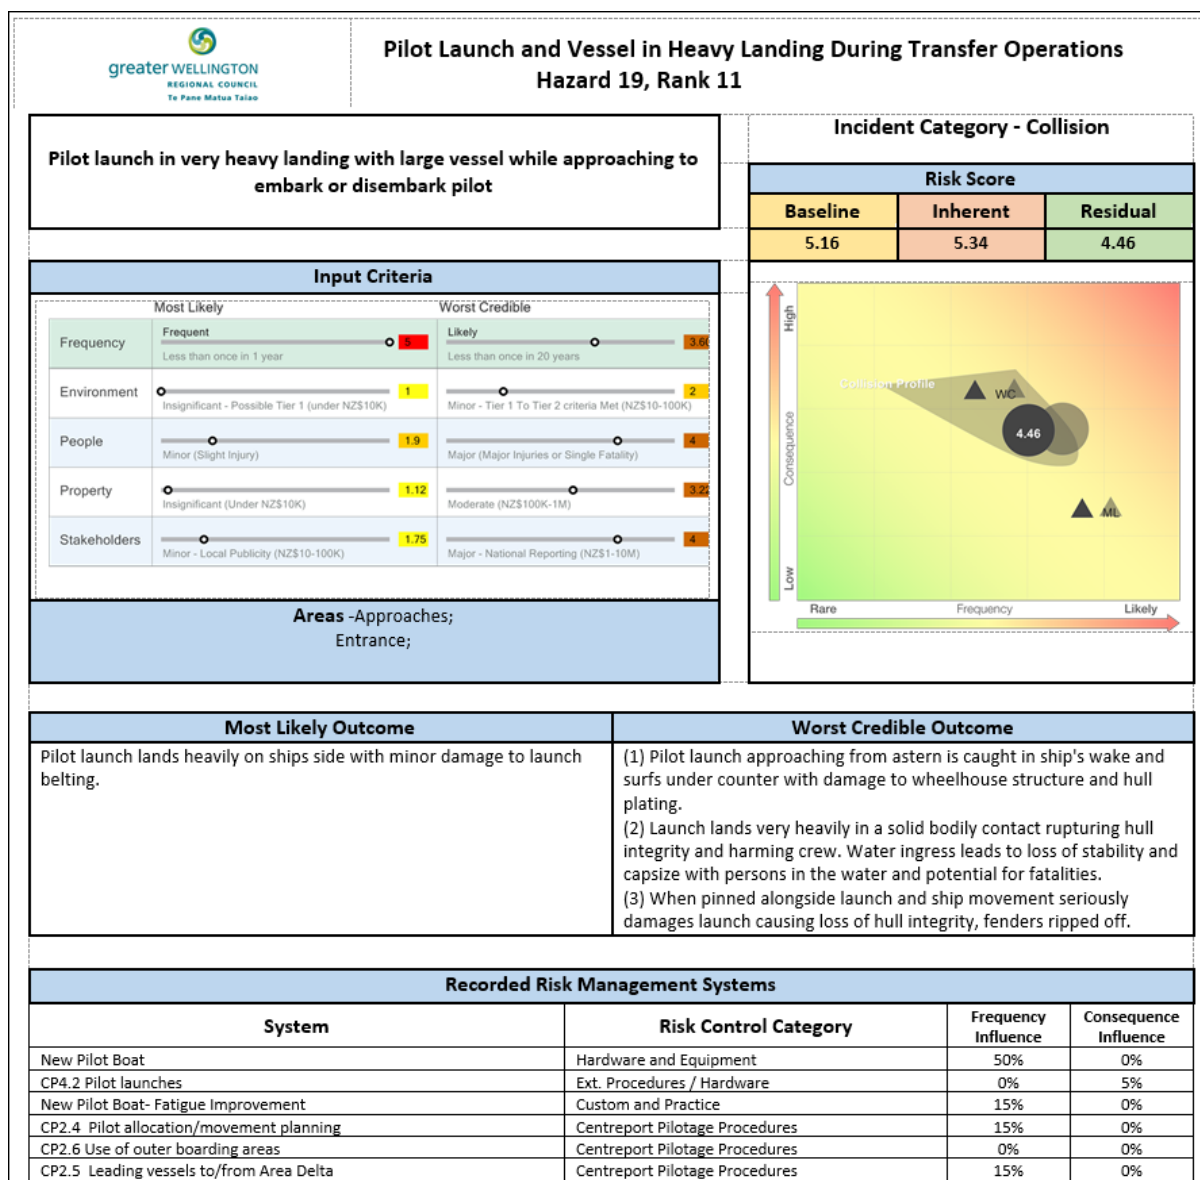 greater WELLINGTON
REGIONAL COUNCIL
Te Pane Matua Taiao
Pilot Launch and Vessel in Heavy Landing During Transfer Operations
Hazard 19, Rank 11
Pilot launch in very heavy landing with large vessel while approaching to
embark or disembark pilot
Incident Category - Collision
Risk Score
Baseline Inherent Residual
5.16 5.34 4.46
Input Criteria
Most Likely Worst Credible
Frequency Frequent 5 Likely
Less than once in 1 year Less than once in 20 years
Environment 1 2
Insignificant - Possible Tier 1 (under NZ$10K) Minor - Tier 1 To Tier 2 criteria Met (NZ$10-100K)
People 1.9 4
Minor (Slight Injury) Major (Major Injuries or Single Fatality)
Property 1.12
Insignificant (Under NZ$10K) Moderate (NZ$100K-1M)
Stakeholders 1.75 4
Minor - Local Publicity (NZ$10-100K) Major - National Reporting (NZ$1-10M)
Areas -Approaches;
Entrance;
High
Consequence
Low
Collision Profile
WC
4.46
ML
Rare Frequency Likely
Most Likely Outcome
Pilot launch lands heavily on ships side with minor damage to launch
belting.
Worst Credible Outcome
(1) Pilot launch approaching from astern is caught in ship's wake and
surfs under counter with damage to wheelhouse structure and hull
plating.
(2) Launch lands very heavily in a solid bodily contact rupturing hull
integrity and harming crew. Water ingress leads to loss of stability and
capsize with persons in the water and potential for fatalities.
(3) When pinned alongside launch and ship movement seriously
damages launch causing loss of hull integrity, fenders ripped off.
Recorded Risk Management Systems
System Risk Control Category Frequency Influence Consequence Influence
New Pilot Boat Hardware and Equipment 50% 0%
CP4.2 Pilot launches Ext. Procedures / Hardware 0% 5%
New Pilot Boat- Fatigue Improvement Custom and Practice 15% 0%
CP2.4 Pilot allocation/movement planning Centreport Pilotage Procedures 15% 0%
CP2.6 Use of outer boarding areas Centreport Pilotage Procedures 0% 0%
CP2.5 Leading vessels to/from Area Delta Centreport Pilotage Procedures 15% 0%